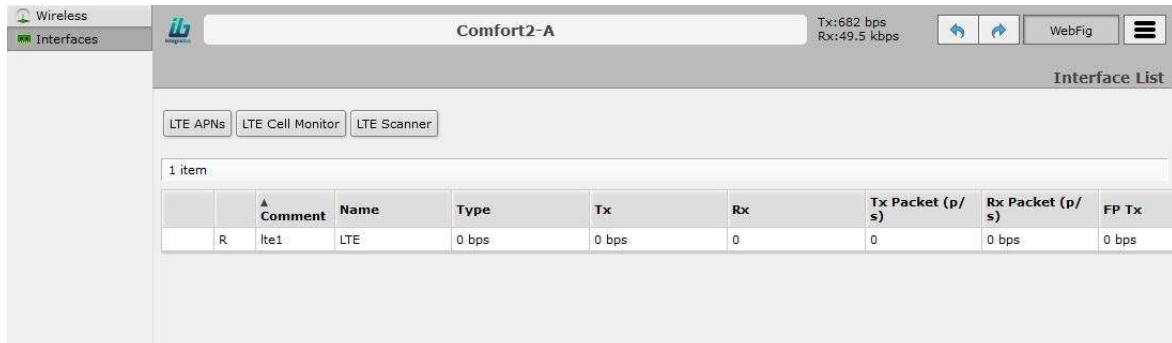 Wireless
Interfaces
Comfort2-A
Tx:682 bps
Rx:49.5 kbps
WebFig
Interface List
LTE APNs LTE Cell Monitor LTE Scanner
1 item
Comment Name Type Tx Rx Tx Packet (p/s) Rx Packet (p/s) FP Tx
R lte1 LTE 0 bps 0 bps 0 0 0 bps 0 bps